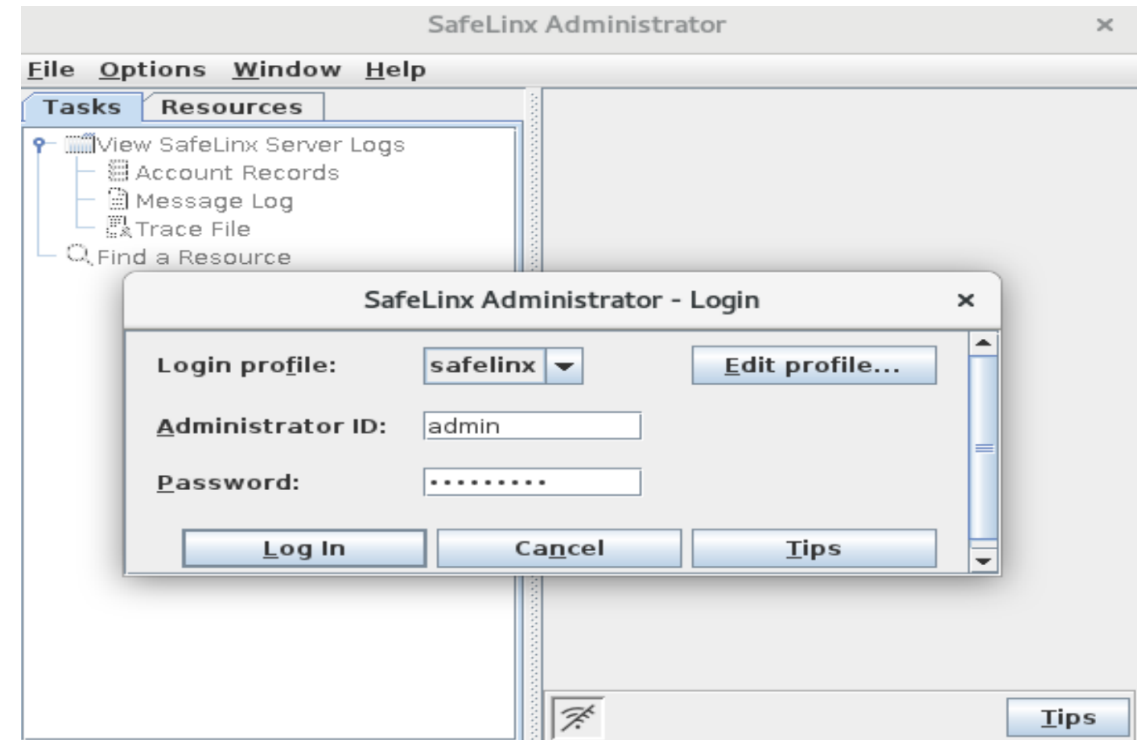 SafeLinx Administrator ×
File Options Window Help
Tasks Resources
View SafeLinx Server Logs
Account Records
Message Log
Trace File
Find a Resource
SafeLinx Administrator - Login ×
Login profile: safelinx Edit profile...
Administrator ID: admin
Password: •••••••••
Log In Cancel Tips
Tips